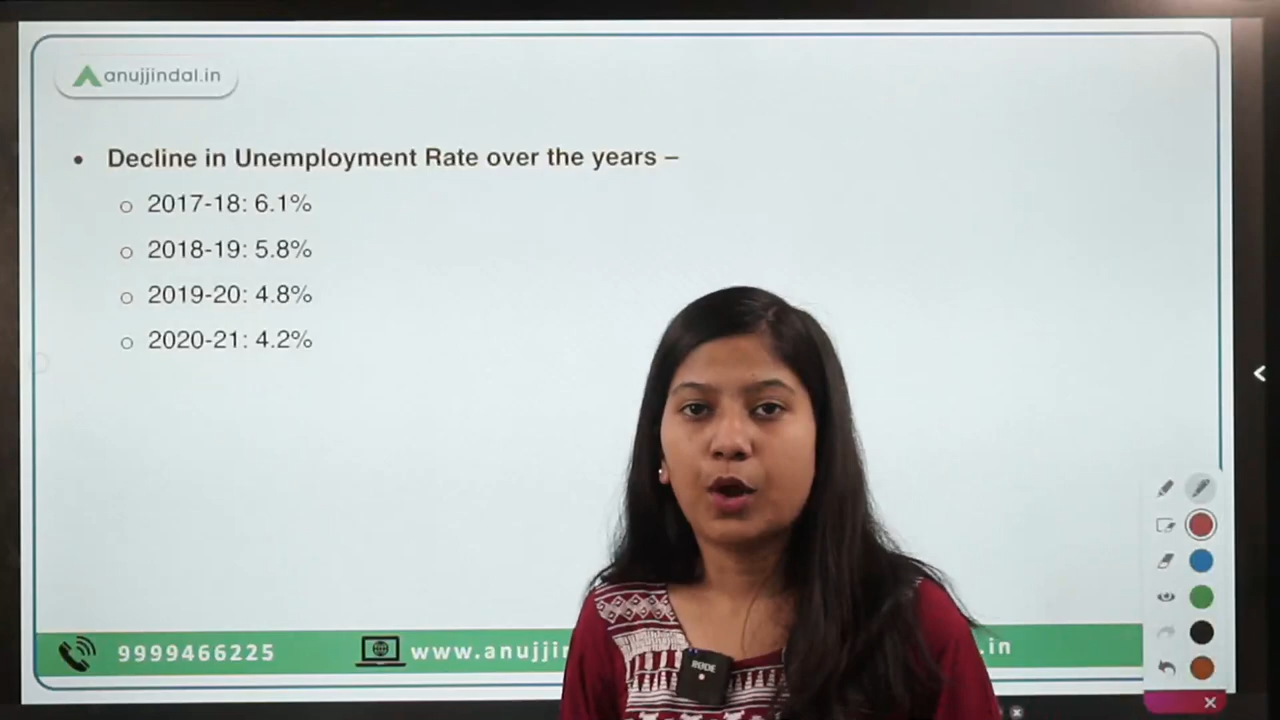 anujjindal.in
• Decline in Unemployment Rate over the years –
o 2017-18: 6.1%
o 2018-19: 5.8%
o 2019-20: 4.8%
o 2020-21: 4.2%
9999466225
www.anujjin
.in
RØDE